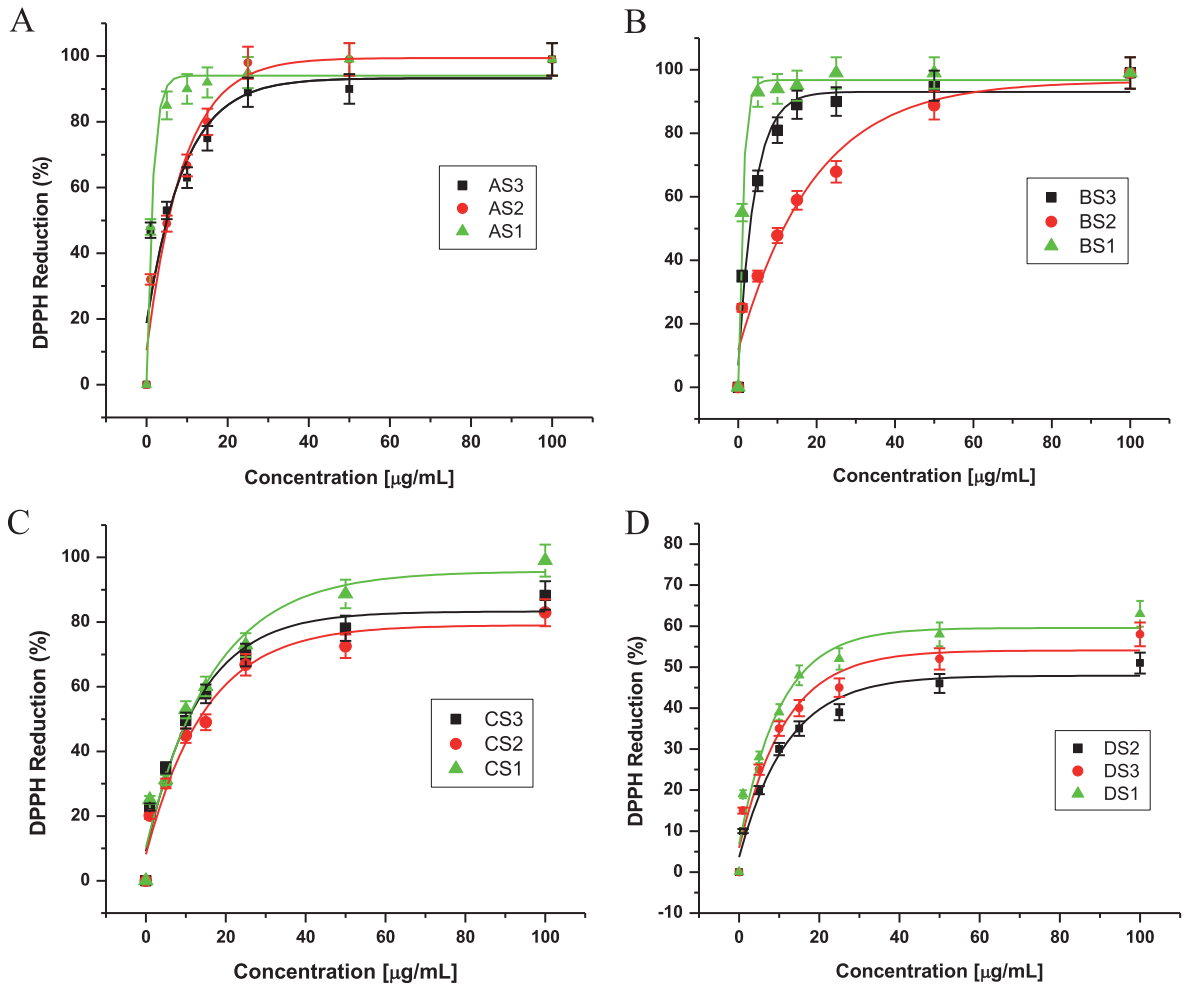 A
DPPH Reduction (%)
100
80
60
40
20
0
AS3
AS2
AS1
0 20 40 60 80 100
Concentration [μg/mL]
B
100
80
60
40
20
0
BS3
BS2
BS1
0 20 40 60 80 100
Concentration [μg/mL]
C
DPPH Reduction (%)
100
80
60
40
20
0
CS3
CS2
CS1
0 20 40 60 80 100
Concentration [μg/mL]
D
DPPH Reduction (%)
80
70
60
50
40
30
20
10
0
-10
DS2
DS3
DS1
0 20 40 60 80 100
Concentration [μg/mL]